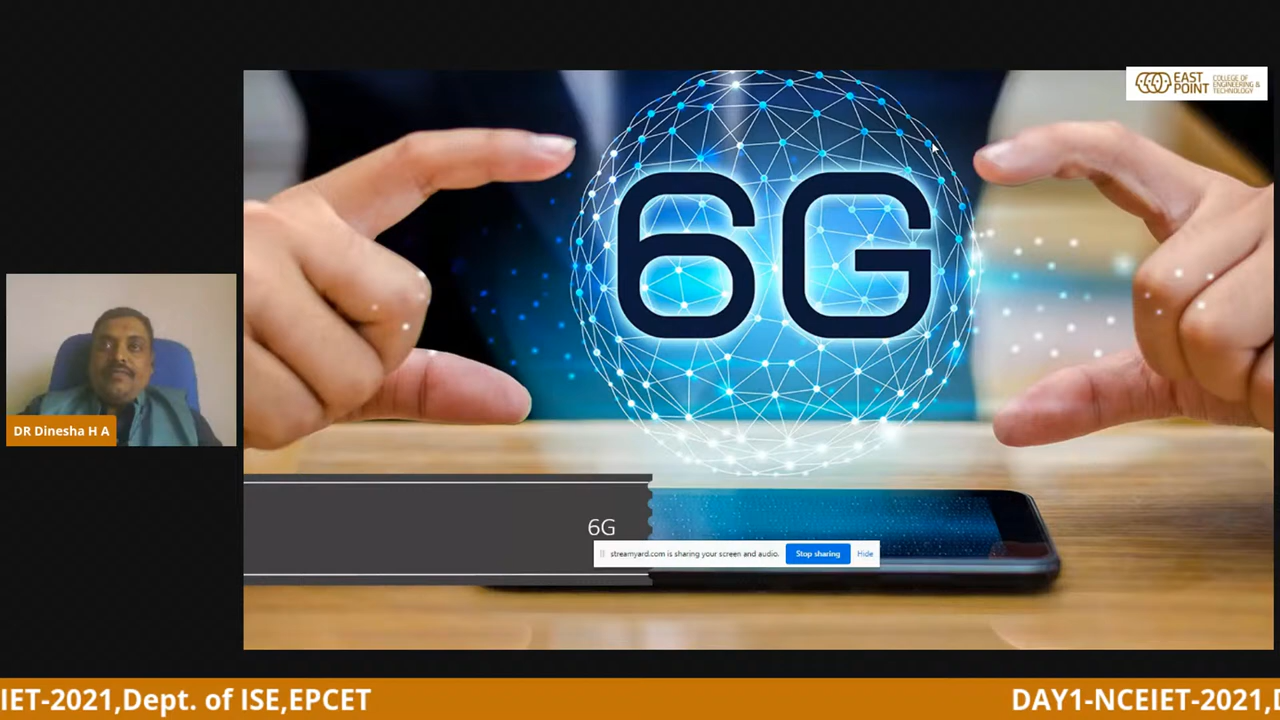 EAST
POINT
COLLEGE OF
ENGINEERING &
TECHNOLOGY
6G
DR Dinesha H A
6G
streamyard.com is sharing your screen and audio.
Stop sharing
Hide
IET-2021,Dept. of ISE,EPCET
DAY1-NCEIET-2021,D